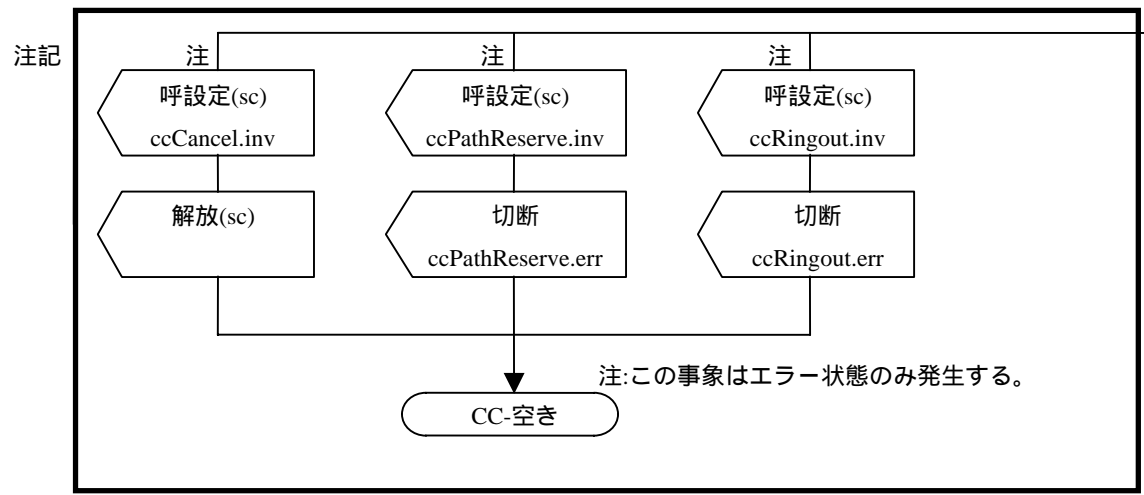 注記
注
注
注
呼設定(sc)
ccCancel.inv
呼設定(sc)
ccPathReserve.inv
呼設定(sc)
ccRingout.inv
解放(sc)
切断
ccPathReserve.err
切断
ccRingout.err
注:この事象はエラー状態のみ発生する。
CC-空き